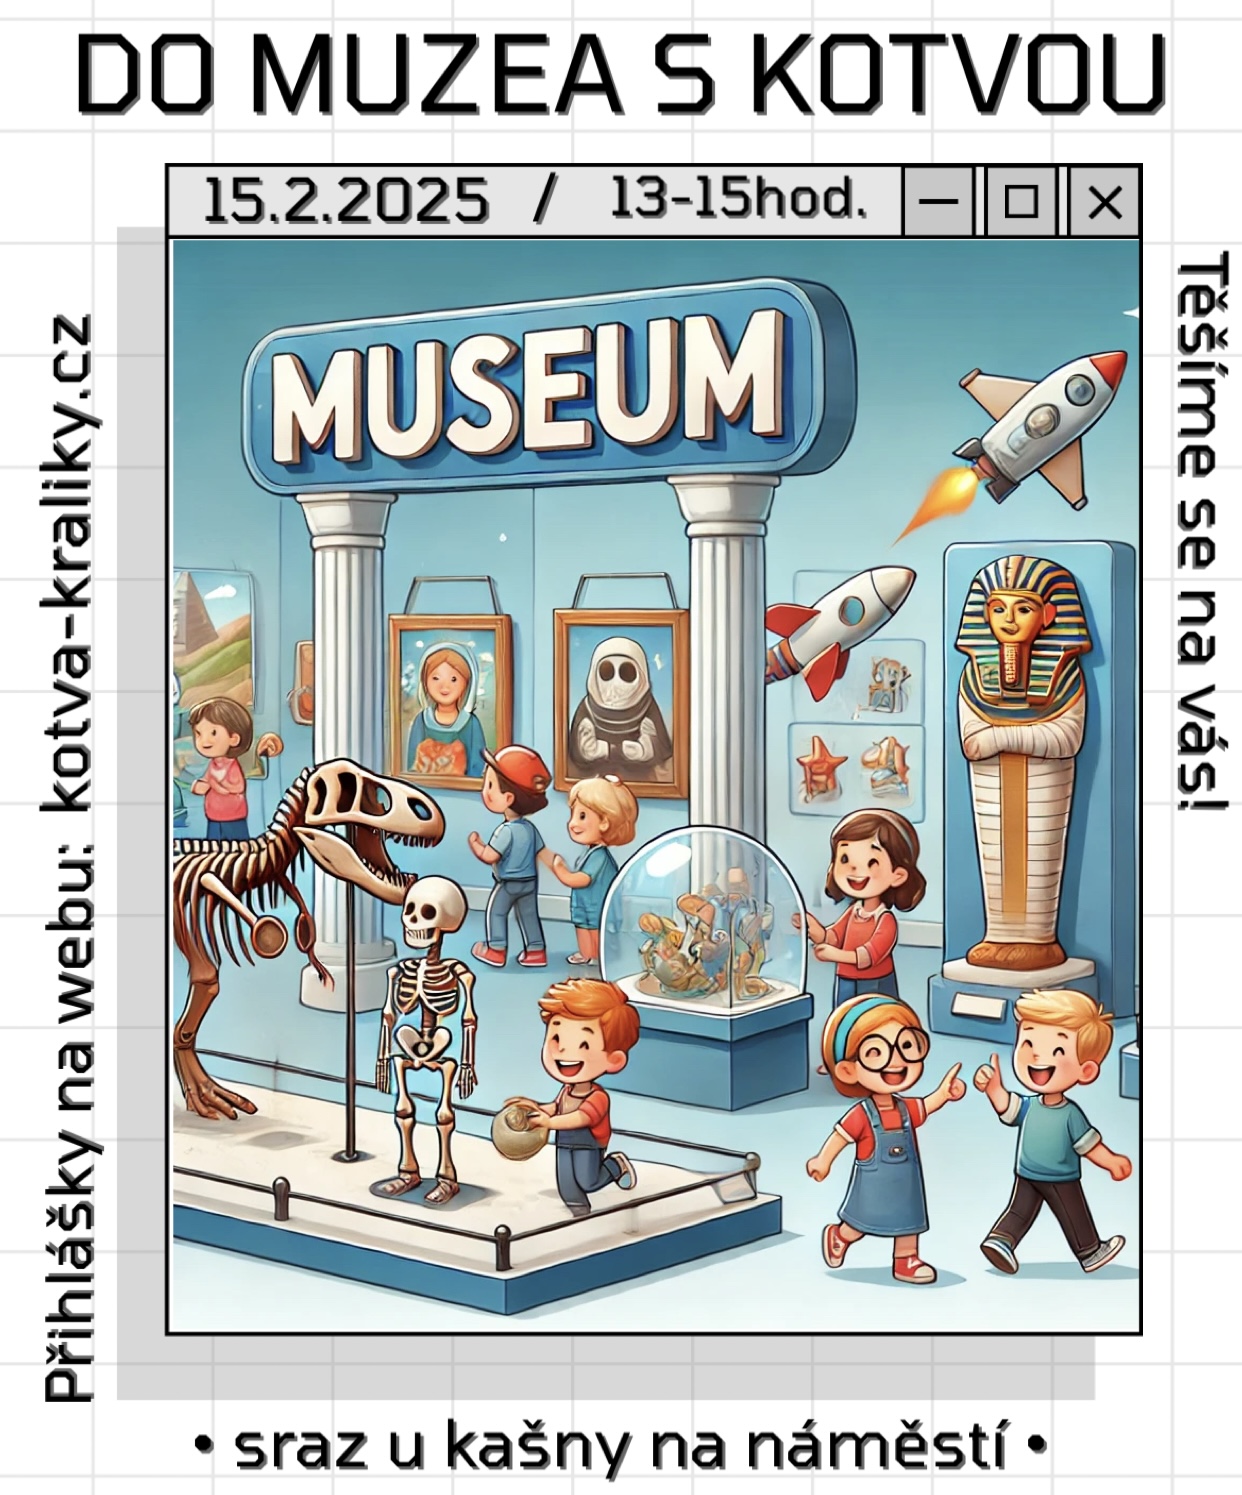 DO MUZEA S KOTVOU
15.2.2025 / 13-15hod.
MUSEUM
Přihlášky na webu: kotva-kraliky.cz
Těšíme se na vás!
• sraz u kašny na náměstí •